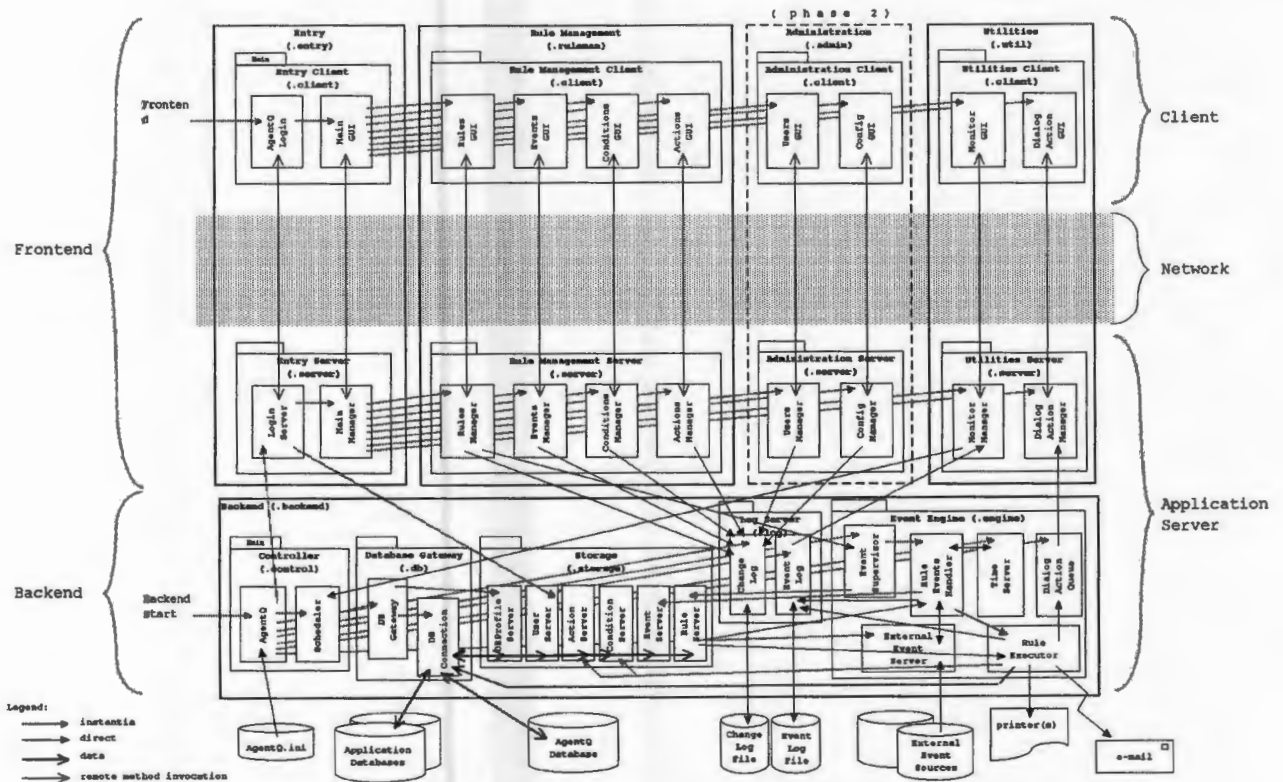 ( phase 2 )
Entry
(.entry)
Rule Management
(.ruleman)
Administration
(.admin)
Utilities
(.util)
Main
Entry Client
(.client)
Rule Management Client
(.client)
Administration Client
(.client)
Utilities Client
(.client)
Fronten
d
AgentQ
Login
Main
GUI
Rules
GUI
Events
GUI
Conditions
GUI
Actions
GUI
Users
GUI
Config
GUI
Monitor
GUI
Dialog
Action
GUI
Client
Frontend
Network
Entry Server
(.server)
Rule Management Server
(.server)
Administration Server
(.server)
Utilities Server
(.server)
Login
Server
Main
Manager
Rules
Manager
Events
Manager
Conditions
Manager
Actions
Manager
Users
Manager
Config
Manager
Monitor
Manager
Dialog
Action
Manager
Application
Server
Backend (.backend)
Main
Controller
(.control)
Database Gateway
(.db)
Storage
(.storage)
Log Server
(.log)
Event Engine (.engine)
Backend
Backend
Start
AgentQ
Scheduler
DB
Gateway
DB
Connection
DBProfile
Server
User
Server
Action
Server
Condition
Server
Event
Server
Rule
Server
Change
Log
Event
Log
Event
Supervisor
Rule
Events
Handler
Time
Server
Dialog
Action
Queue
External
Event
Server
Rule
Executor
Legend:
instantia
direct
data
remote method invocation
AgentQ.ini
Application
Databases
AgentQ
Database
Change
Log
File
Event
Log
File
External
Event
Sources
printer(s)
e-mail